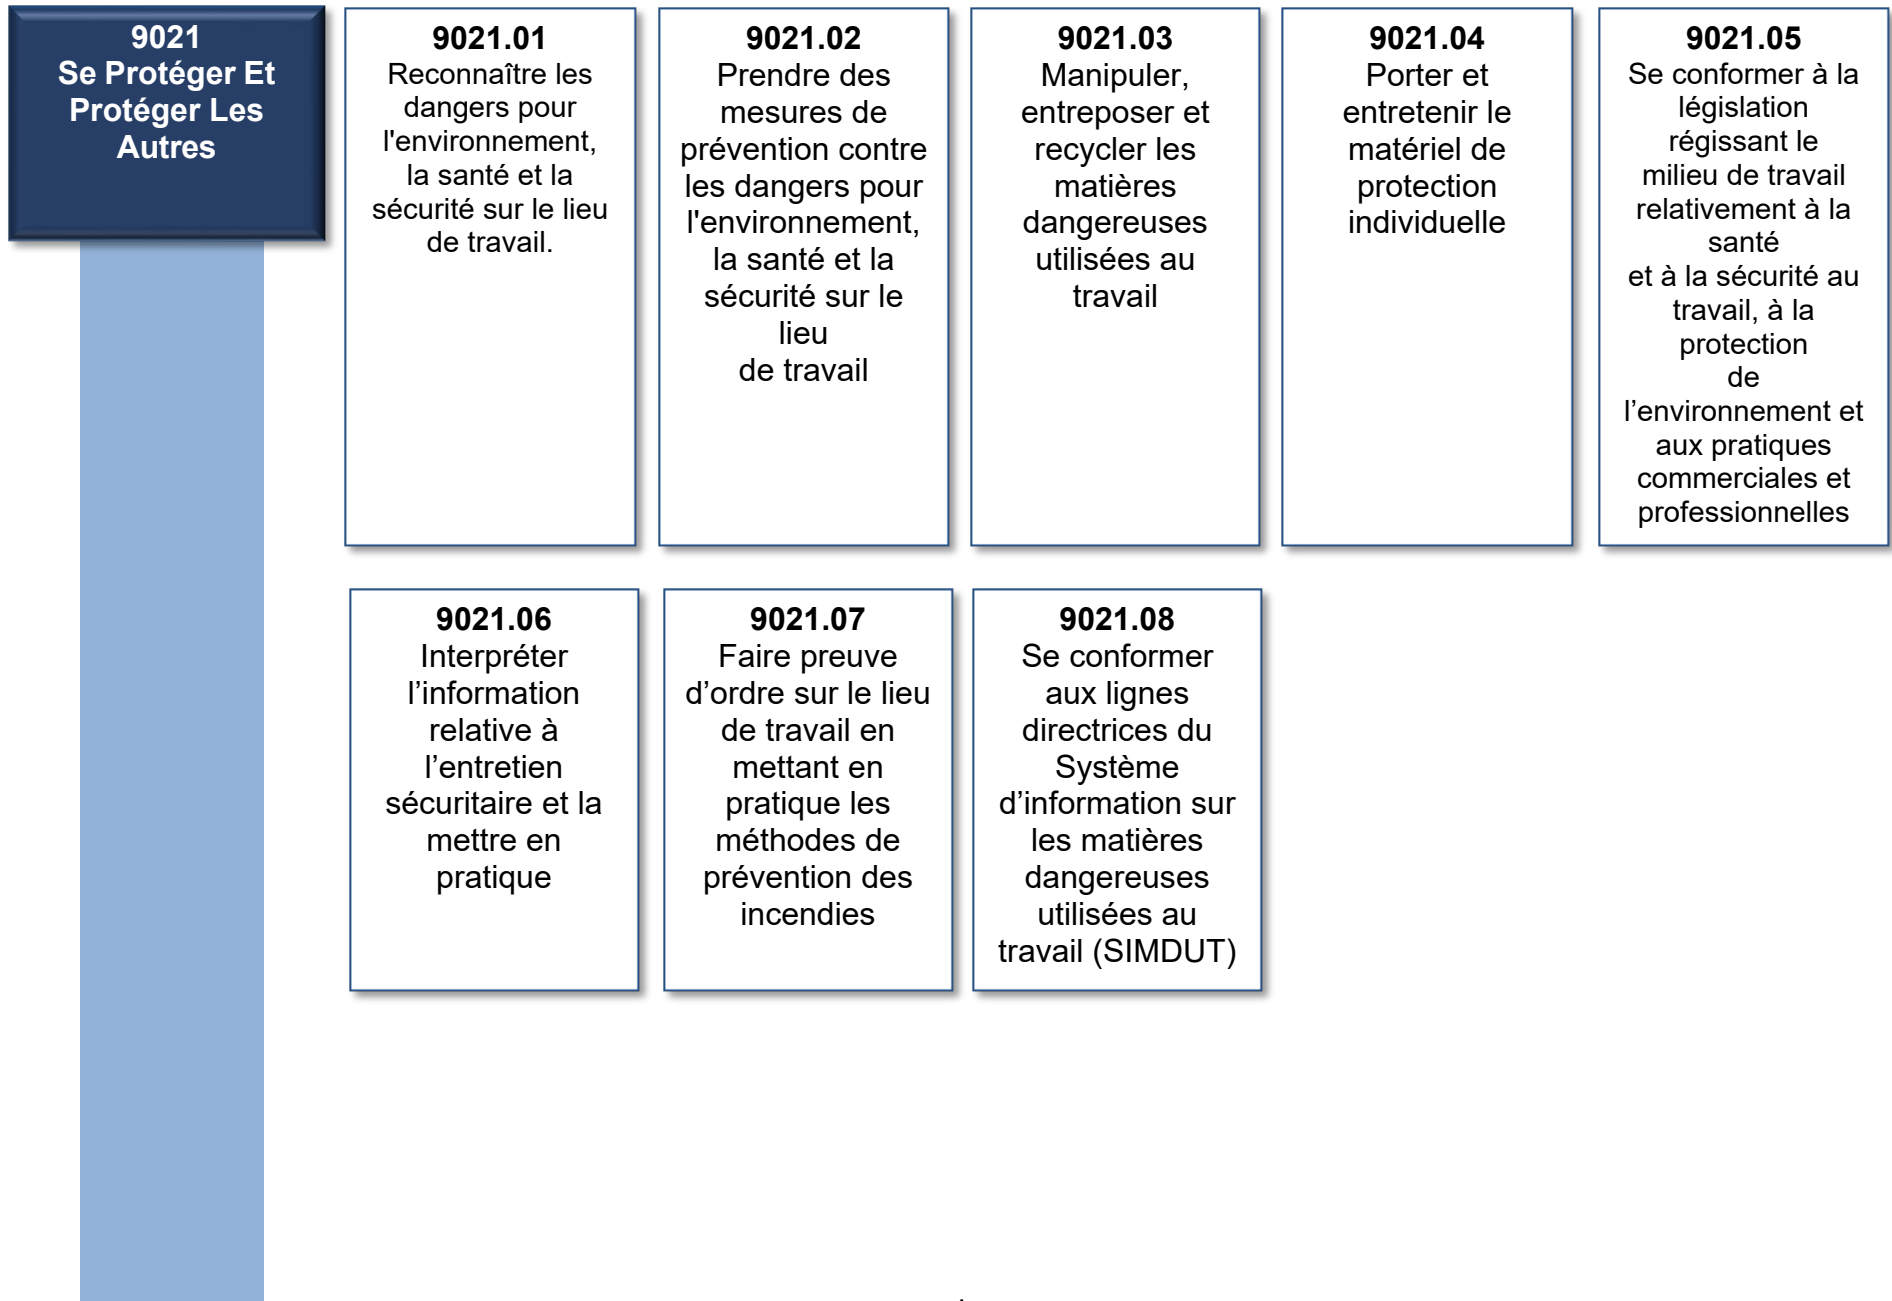 9021
Se Protéger Et
Protéger Les
Autres
9021.01
Reconnaître les
dangers pour
l'environnement,
la santé et la
sécurité sur le lieu
de travail.
9021.02
Prendre des
mesures de
prévention contre
les dangers pour
l'environnement,
la santé et la
sécurité sur le
lieu
de travail
9021.03
Manipuler,
entreposer et
recycler les
matières
dangereuses
utilisées au
travail
9021.04
Porter et
entretenir le
matériel de
protection
individuelle
9021.05
Se conformer à la
législation
régissant le
milieu de travail
relativement à la
santé
et à la sécurité au
travail, à la
protection
de
l’environnement et
aux pratiques
commerciales et
professionnelles
9021.06
Interpréter
l’information
relative à
l’entretien
sécuritaire et la
mettre en
pratique
9021.07
Faire preuve
d’ordre sur le lieu
de travail en
mettant en
pratique les
méthodes de
prévention des
incendies
9021.08
Se conformer
aux lignes
directrices du
Système
d’information sur
les matières
dangereuses
utilisées au
travail (SIMDUT)